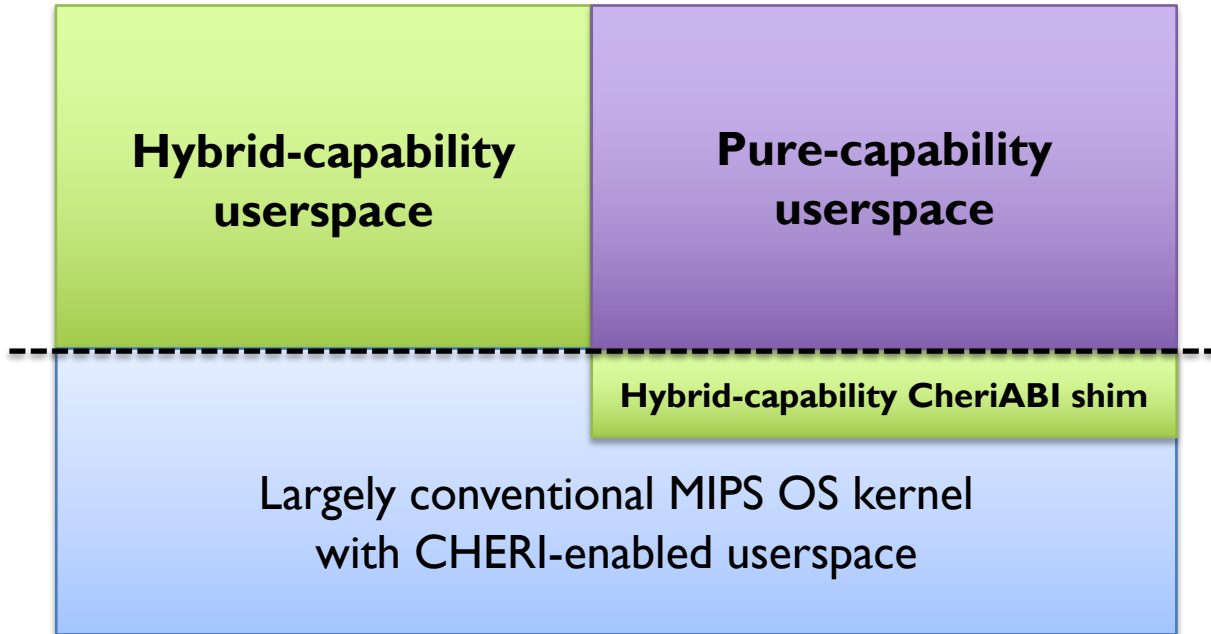 Hybrid-capability
userspace
Pure-capability
userspace
Hybrid-capability CheriABI shim
Largely conventional MIPS OS kernel
with CHERI-enabled userspace